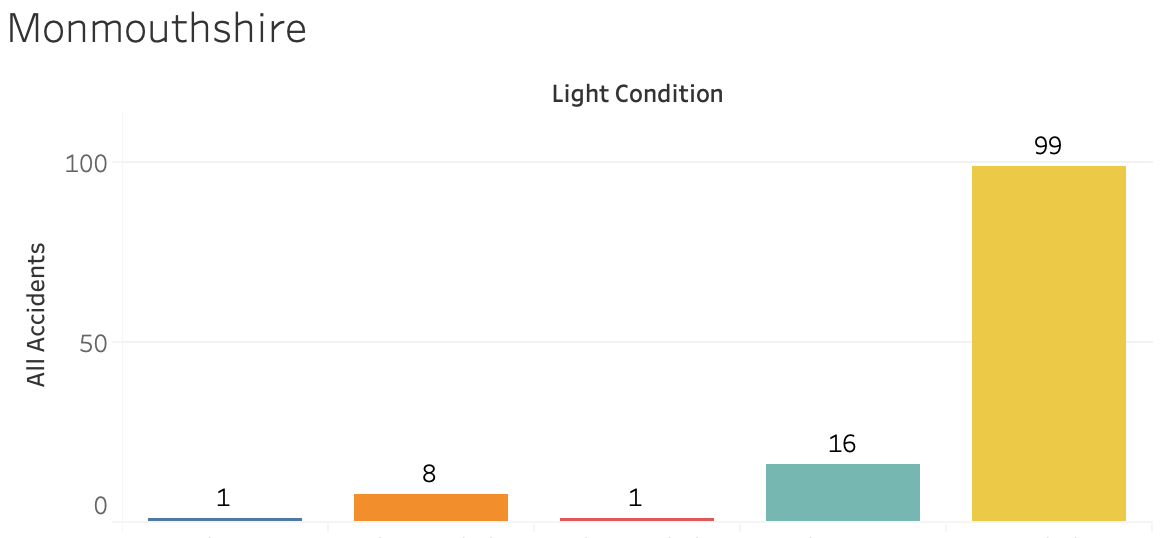 Monmouthshire
Light Condition
All Accidents
100
50
0
1
8
1
16
99